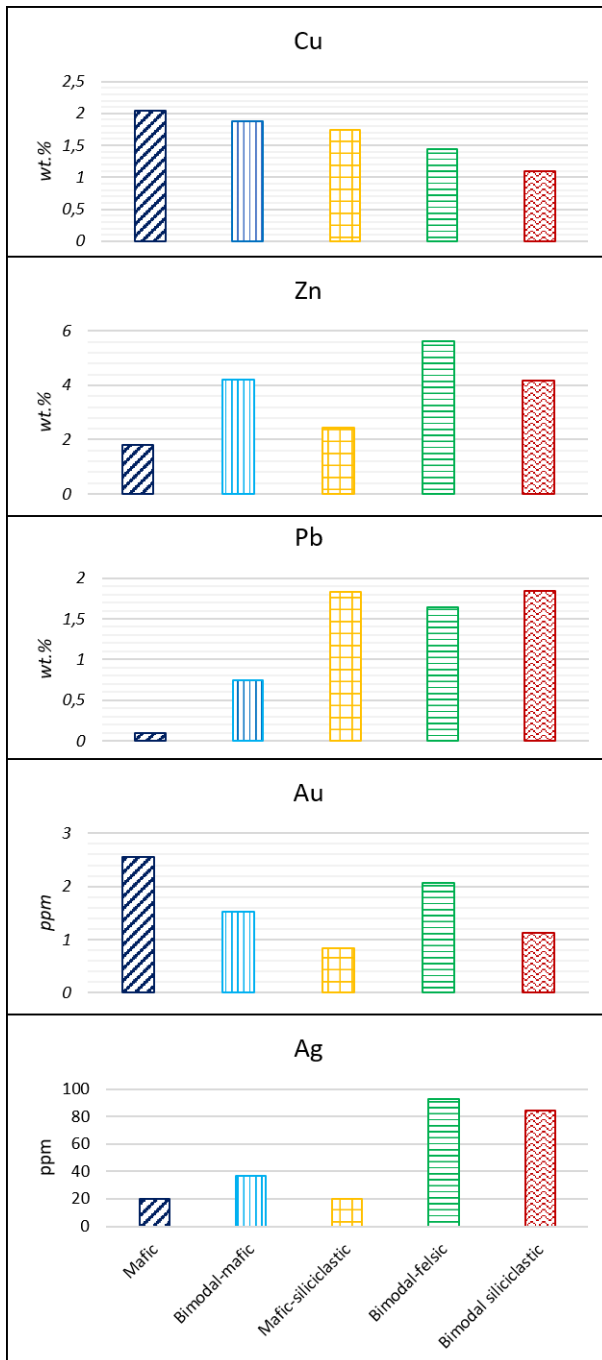 Cu
2,5
2
1,5
1
0,5
0
wt.%
Zn
6
4
2
0
wt.%
Pb
2
1,5
1
0,5
0
wt.%
Au
3
2
1
0
ppm
Ag
100
80
60
40
20
0
ppm
Mafic
Bimodal-mafic
Mafic-siliciclastic
Bimodal-felsic
Bimodal siliciclastic